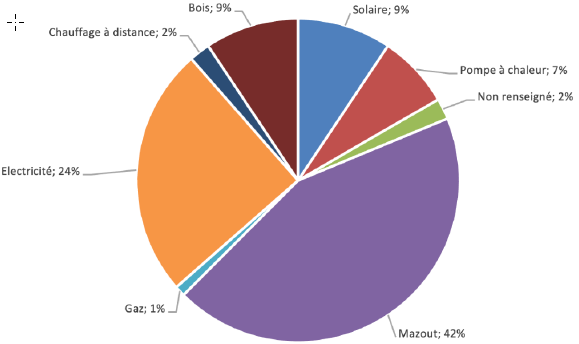 Bois; 9%
Solaire; 9%
Chauffage à distance; 2%
Pompe à chaleur; 7%
Non renseigné; 2%
Electricité; 24%
Gaz; 1%
Mazout; 42%